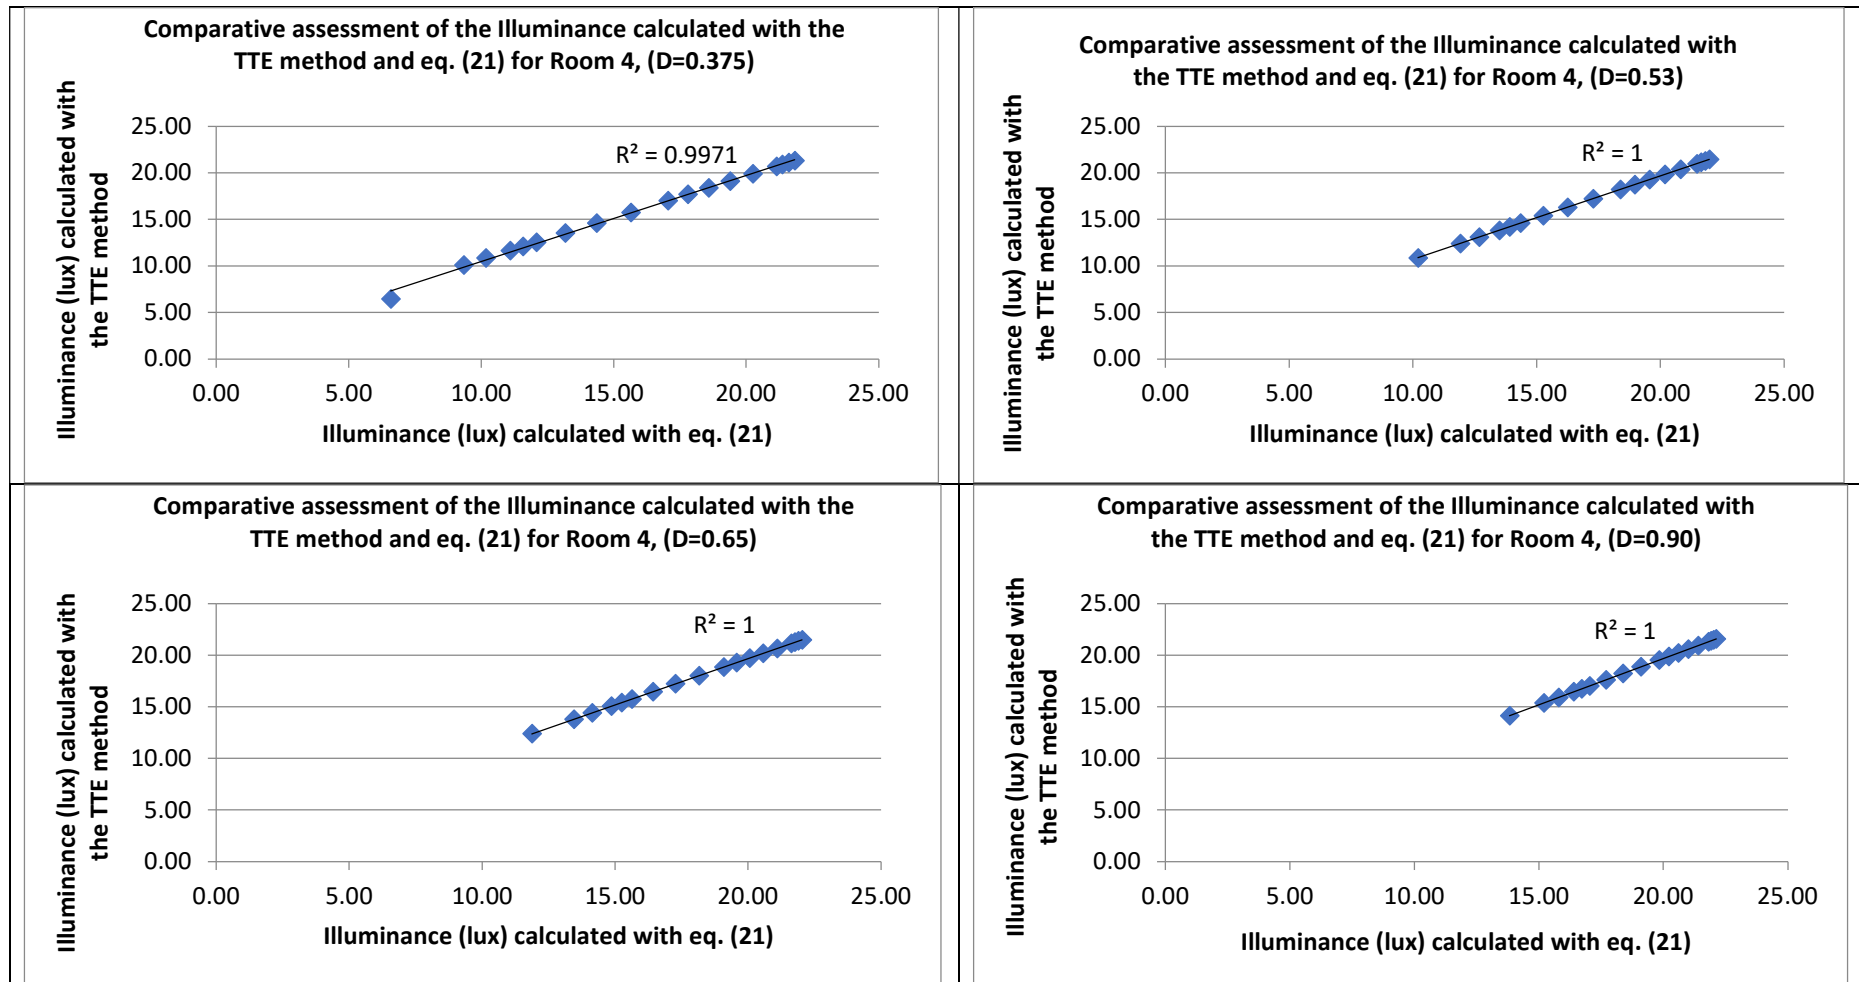 Comparative assessment of the Illuminance calculated with the
TTE method and eq. (21) for Room 4, (D=0.375)
Illuminance (lux) calculated with
the TTE method
25.00
20.00
15.00
10.00
5.00
0.00
R² = 0.9971
0.00 5.00 10.00 15.00 20.00 25.00
Illuminance (lux) calculated with eq. (21)
Comparative assessment of the Illuminance calculated with
the TTE method and eq. (21) for Room 4, (D=0.53)
Illuminance (lux) calculated with
the TTE method
25.00
20.00
15.00
10.00
5.00
0.00
R² = 1
0.00 5.00 10.00 15.00 20.00 25.00
Illuminance (lux) calculated with eq. (21)
Comparative assessment of the Illuminance calculated with the
TTE method and eq. (21) for Room 4, (D=0.65)
Illuminance (lux) calculated with
the TTE method
25.00
20.00
15.00
10.00
5.00
0.00
R² = 1
0.00 5.00 10.00 15.00 20.00 25.00
Illuminance (lux) calculated with eq. (21)
Comparative assessment of the Illuminance calculated with
the TTE method and eq. (21) for Room 4, (D=0.90)
Illuminance (lux) calculated with
the TTE method
25.00
20.00
15.00
10.00
5.00
0.00
R² = 1
0.00 5.00 10.00 15.00 20.00 25.00
Illuminance (lux) calculated with eq. (21)